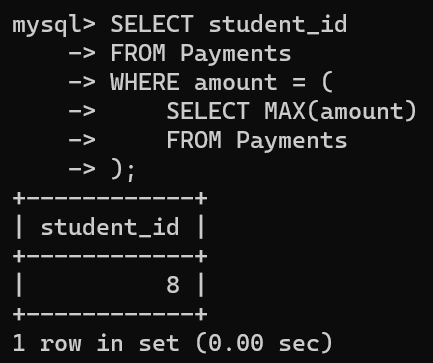 mysql> SELECT student_id
    -> FROM Payments
    -> WHERE amount = (
    ->     SELECT MAX(amount)
    ->     FROM Payments
    -> );
+------------+
| student_id |
+------------+
|          8 |
+------------+
1 row in set (0.00 sec)